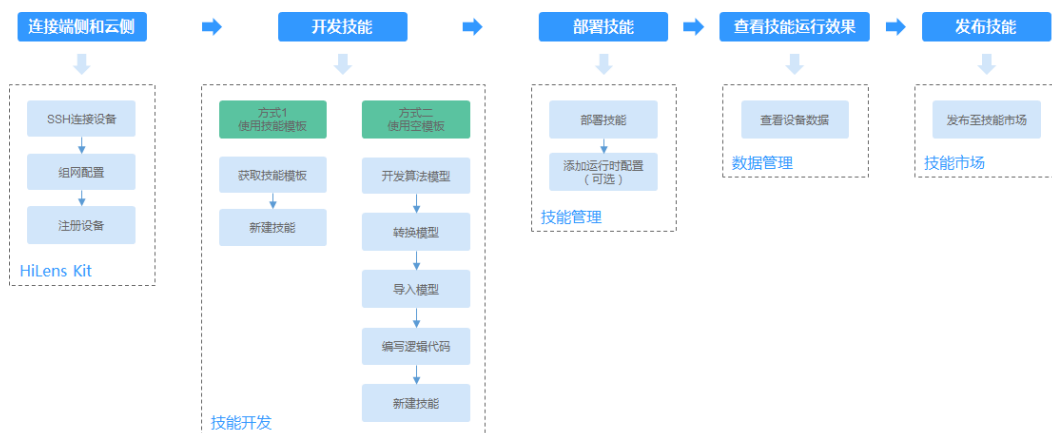 连接端侧和云侧
开发技能
部署技能
查看技能运行效果
发布技能
SSH连接设备
组网配置
注册设备
HiLens Kit
方式1
使用技能模板
获取技能模板
新建技能
方式二
使用空模板
开发算法模型
转换模型
导入模型
编写逻辑代码
新建技能
技能开发
部署技能
添加运行时配置
（可选）
技能管理
查看设备数据
数据管理
发布至技能市场
技能市场